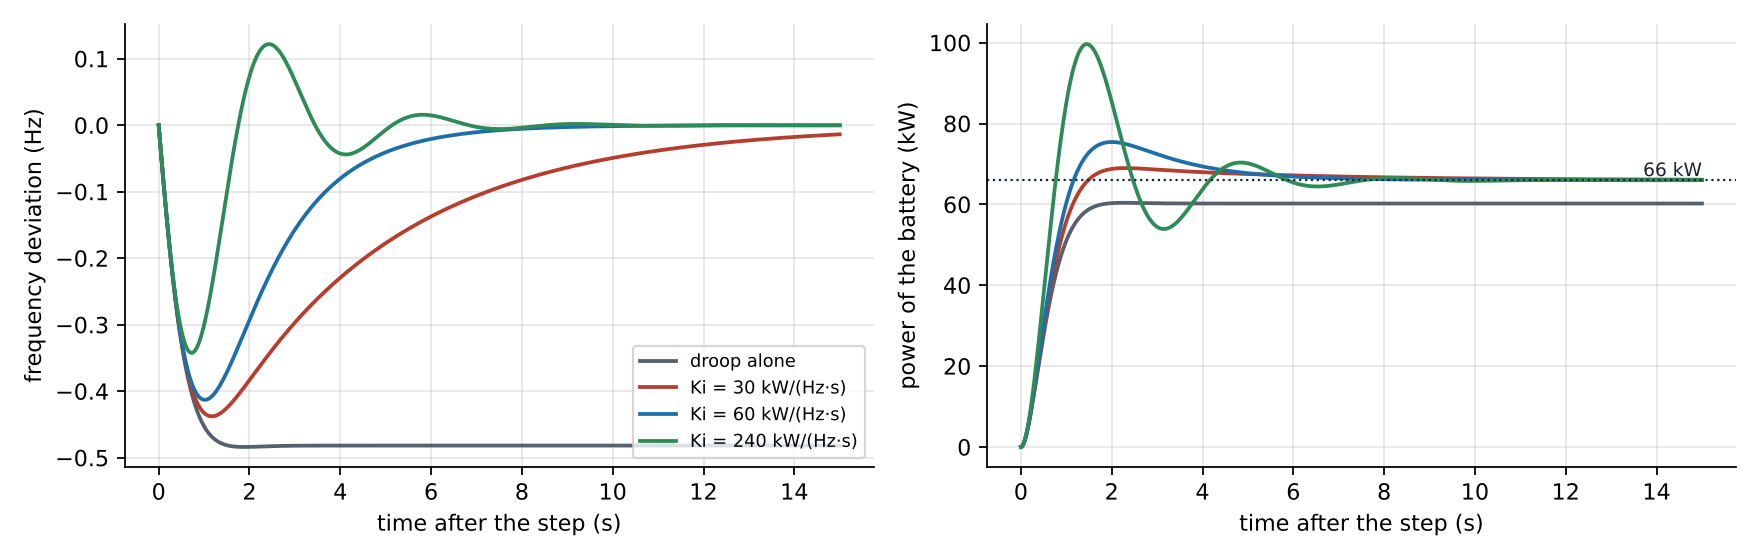 0.1
0.0
−0.1
−0.2
−0.3
−0.4
−0.5
frequency deviation (Hz)
0 2 4 6 8 10 12 14
time after the step (s)
droop alone
Ki = 30 kW/(Hz·s)
Ki = 60 kW/(Hz·s)
Ki = 240 kW/(Hz·s)
100
80
60
40
20
0
power of the battery (kW)
66 kW
0 2 4 6 8 10 12 14
time after the step (s)